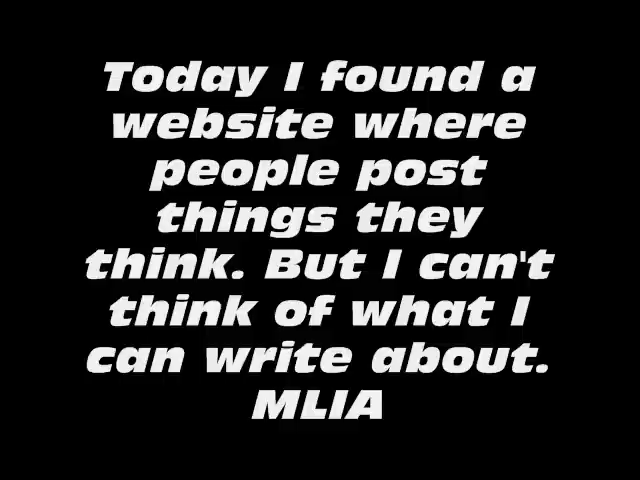 Today I found a
website where
people post
things they
think. But I can't
think of what I
can write about.
MLIA